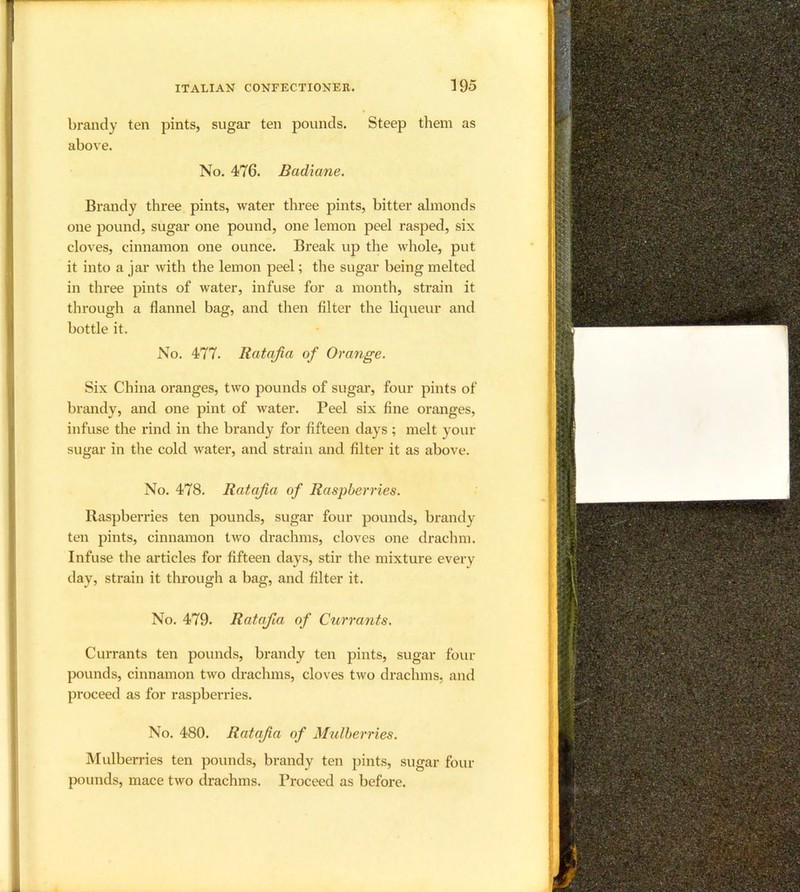 ITALIAN CONFECTIONER. 195
brandy ten pints, sugar ten pounds. Steep them as
above.
No. 476. Badiane.
Brandy three pints, water three pints, bitter almonds
one pound, sugar one pound, one lemon peel rasped, six
cloves, cinnamon one ounce. Break up the whole, put
it into a jar with the lemon peel; the sugar being melted
in three pints of water, infuse for a month, strain it
through a flannel bag, and then filter the liqueur and
bottle it.
No. 477. Ratafia of Orange.
Six China oranges, two pounds of sugar, four pints of
brandy, and one pint of water. Peel six fine oranges,
infuse the rind in the brandy for fifteen days; melt your
sugar in the cold water, and strain and filter it as above.
No. 478. Ratafia of Raspberries.
Raspberries ten pounds, sugar four pounds, brandy
ten pints, cinnamon two drachms, cloves one drachm.
Infuse the articles for fifteen days, stir the mixture every
day, strain it through a bag, and filter it.
No. 479. Ratafia of Currants.
Currants ten pounds, brandy ten pints, sugar four
pounds, cinnamon two drachms, cloves two drachms, and
proceed as for raspberries.
No. 480. Ratafia of Mulberries.
Mulberries ten pounds, brandy ten pints, sugar four
pounds, mace two drachms. Proceed as before.